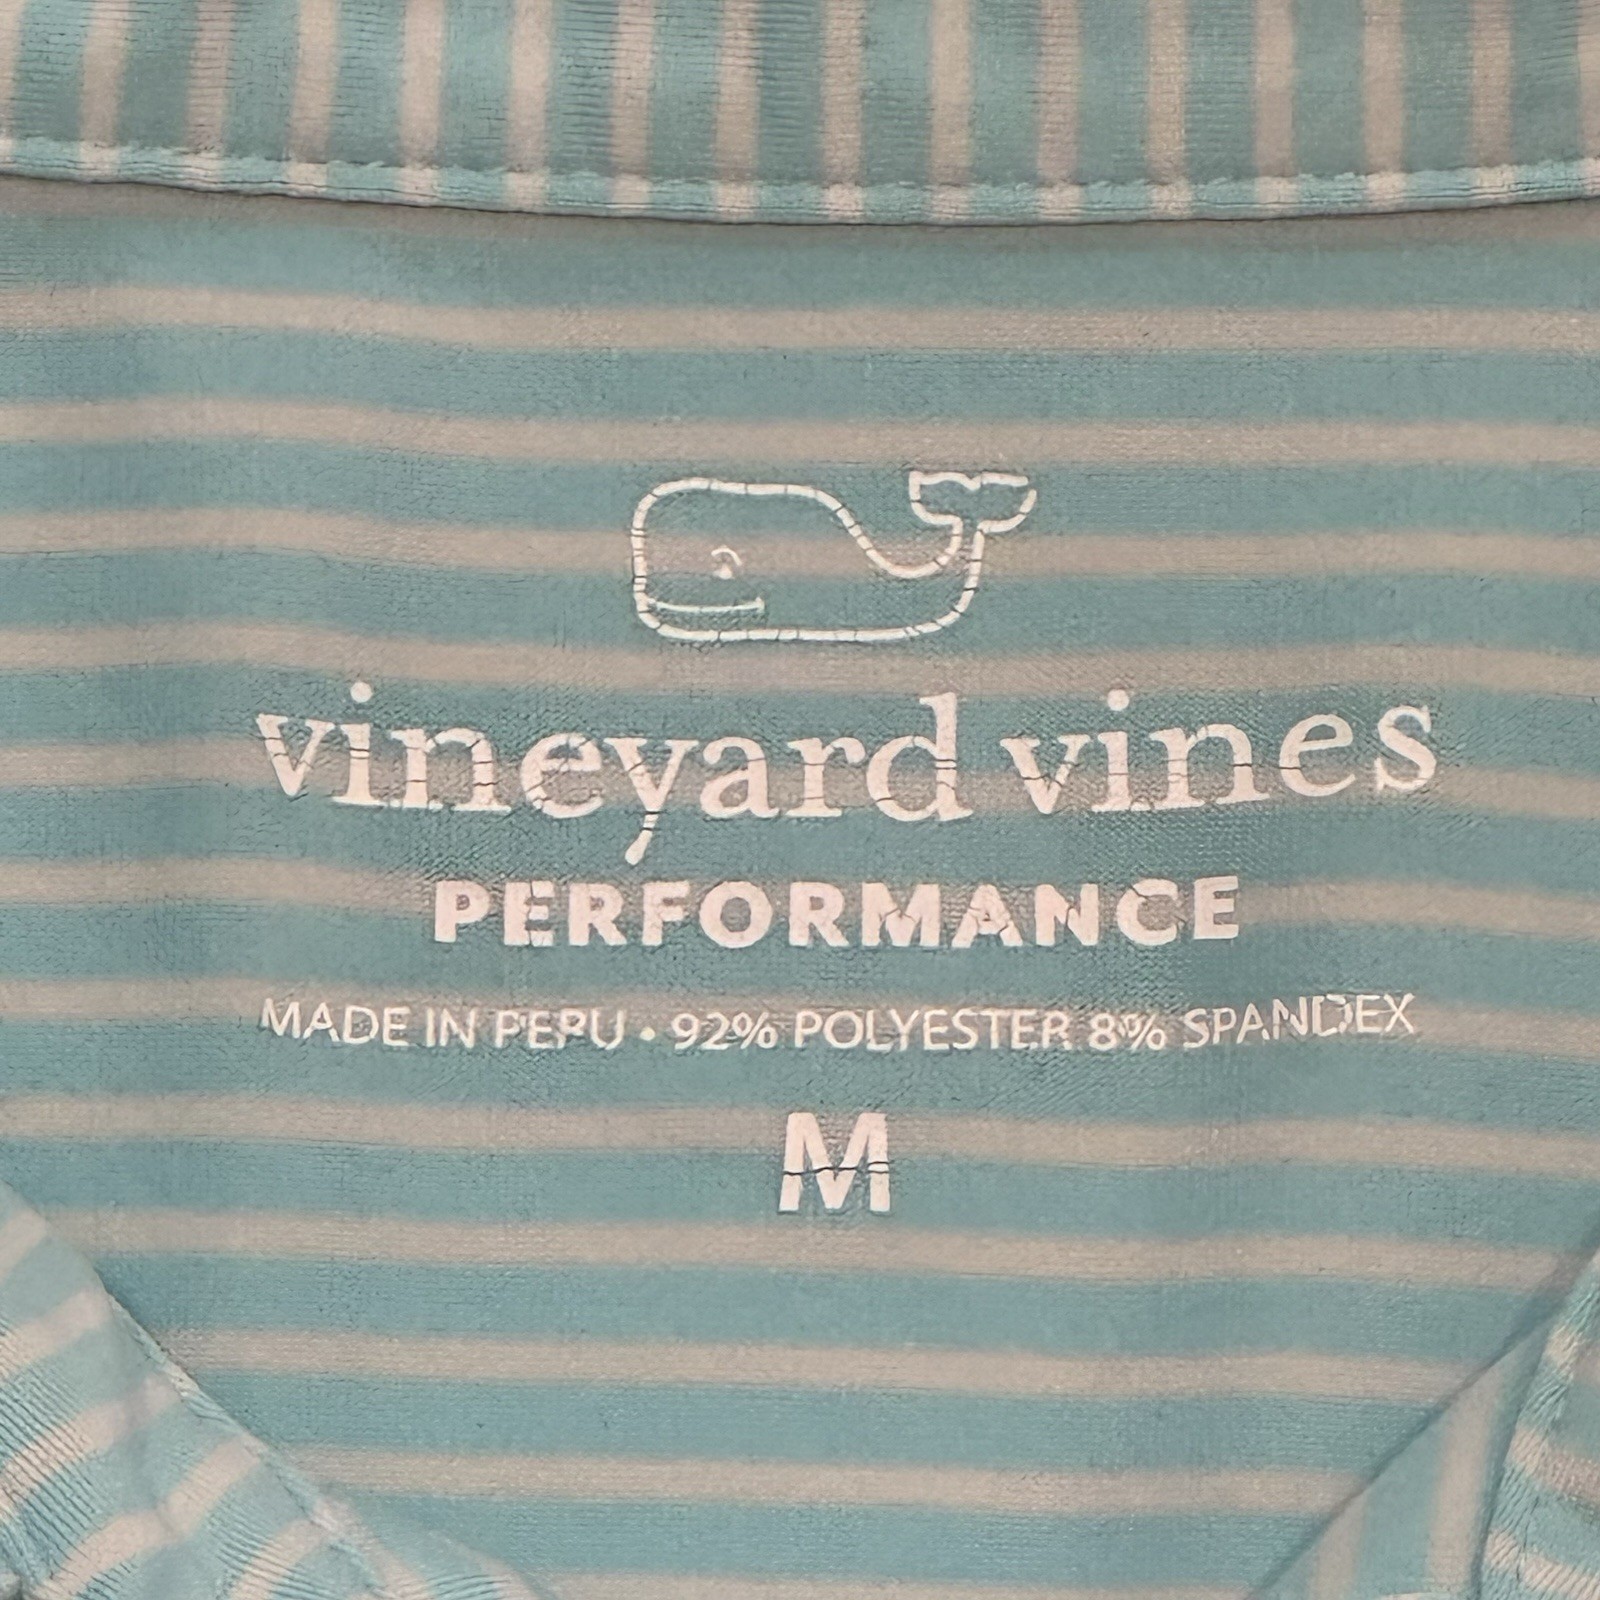 vineyard vines
PERFORMANCE
MADE IN PERU • 92% POLYESTER 8% SPANDEX
M